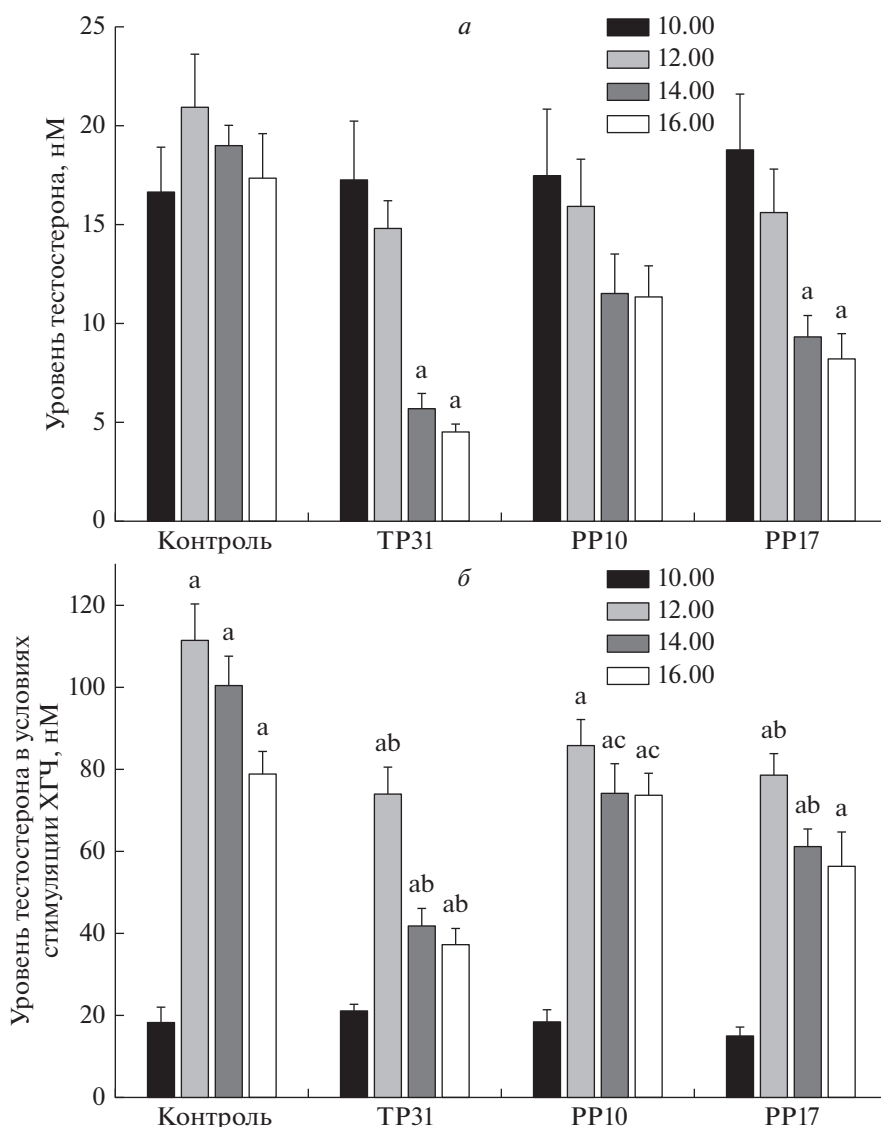 а
10.00
12.00
14.00
16.00
Уровень тестостерона, нМ
25
20
15
10
5
0
a
a
a
a
Контроль
TP31
PP10
PP17
б
10.00
12.00
14.00
16.00
Уровень тестостерона в условиях
стимуляции ХГЧ, нМ
120
100
80
60
40
20
0
a
a
a
ab
ab
ab
a
ac
ac
ab
ab
a
Контроль
TP31
PP10
PP17